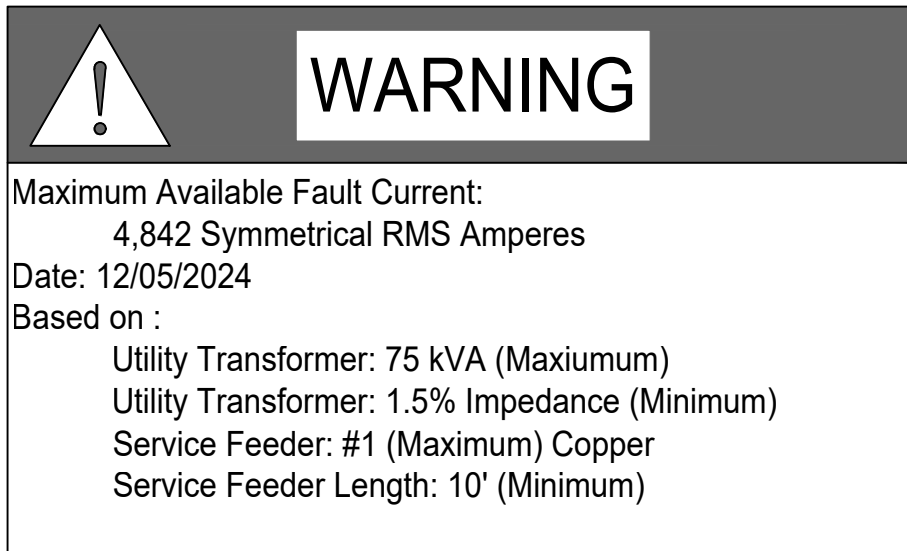 WARNING
Maximum Available Fault Current:
4,842 Symmetrical RMS Amperes
Date: 12/05/2024
Based on :
Utility Transformer: 75 kVA (Maxiumum)
Utility Transformer: 1.5% Impedance (Minimum)
Service Feeder: #1 (Maximum) Copper
Service Feeder Length: 10' (Minimum)